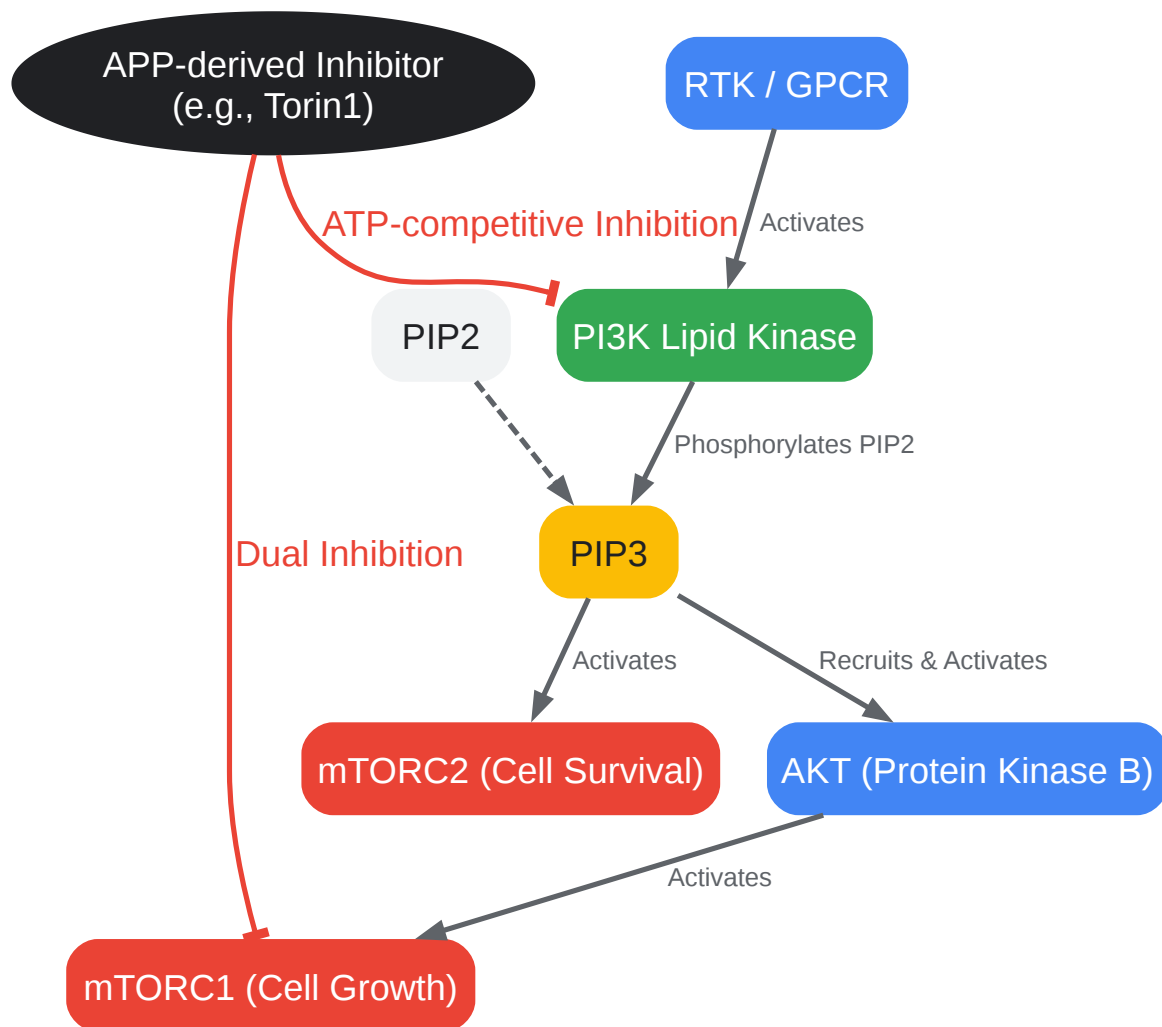 APP-derived Inhibitor
(e.g., Torin1)
RTK / GPCR
ATP-competitive Inhibition
Activates
PIP2
PI3K Lipid Kinase
Phosphorylates PIP2
Dual Inhibition
PIP3
Activates
Recruits & Activates
mTORC2 (Cell Survival)
AKT (Protein Kinase B)
Activates
mTORC1 (Cell Growth)